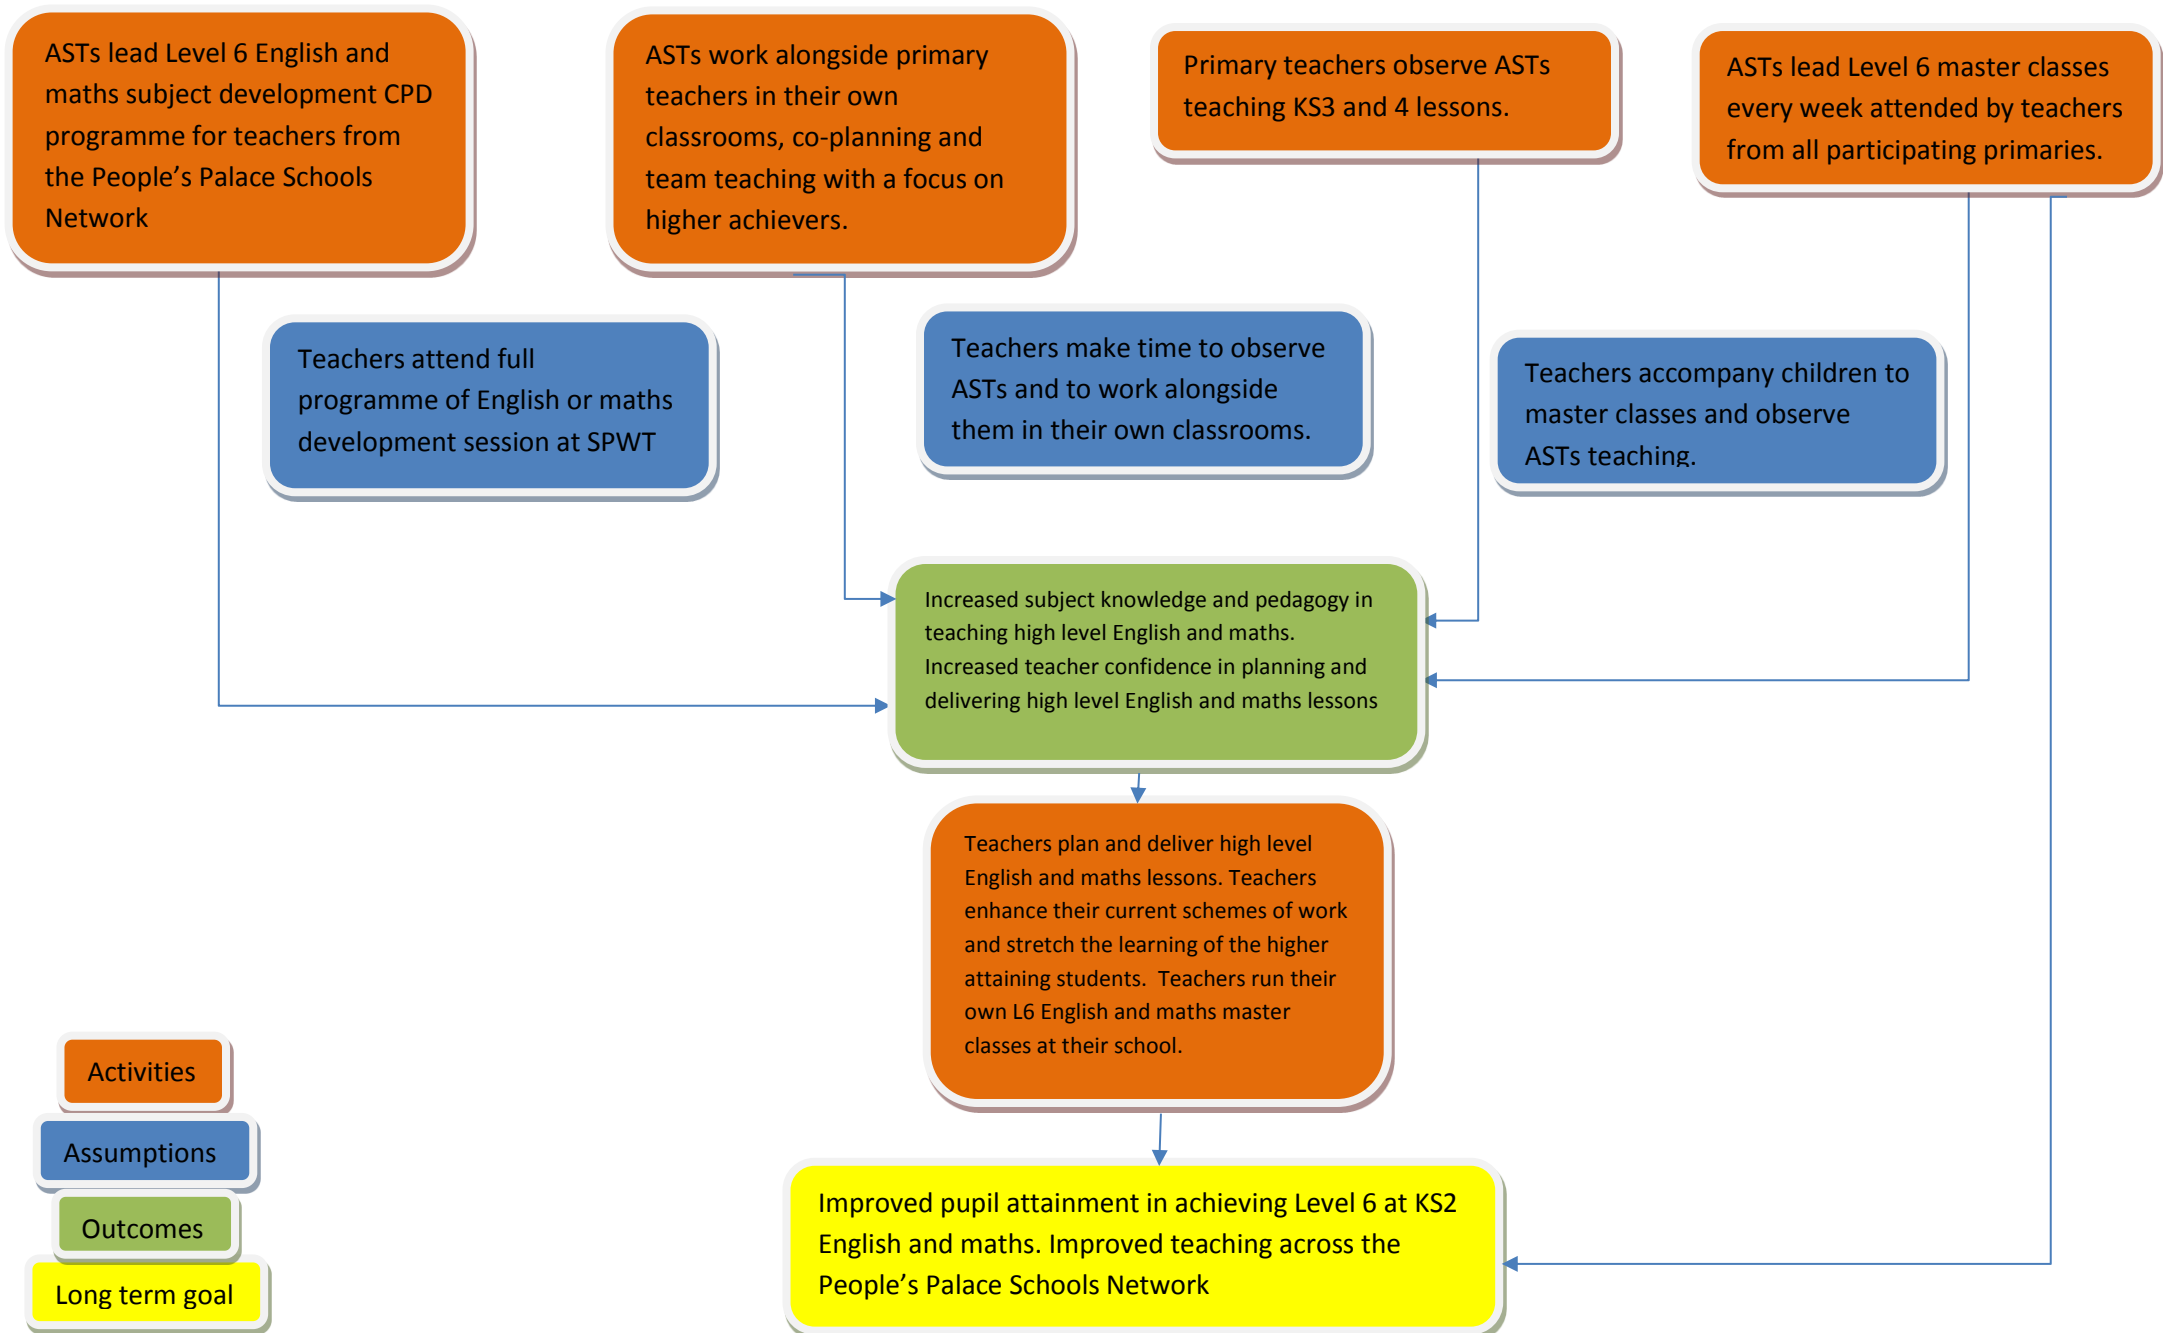 ASTs lead Level 6 English and
maths subject development CPD
programme for teachers from
the People’s Palace Schools
Network
ASTs work alongside primary
teachers in their own
classrooms, co-planning and
team teaching with a focus on
higher achievers.
Primary teachers observe ASTs
teaching KS3 and 4 lessons.
ASTs lead Level 6 master classes
every week attended by teachers
from all participating primaries.
Teachers attend full
programme of English or maths
development session at SPWT
Teachers make time to observe
ASTs and to work alongside
them in their own classrooms.
Teachers accompany children to
master classes and observe
ASTs teaching.
Increased subject knowledge and pedagogy in
teaching high level English and maths.
Increased teacher confidence in planning and
delivering high level English and maths lessons
Teachers plan and deliver high level
English and maths lessons. Teachers
enhance their current schemes of work
and stretch the learning of the higher
attaining students.  Teachers run their
own L6 English and maths master
classes at their school.
Activities
Assumptions
Outcomes
Long term goal
Improved pupil attainment in achieving Level 6 at KS2
English and maths. Improved teaching across the
People’s Palace Schools Network